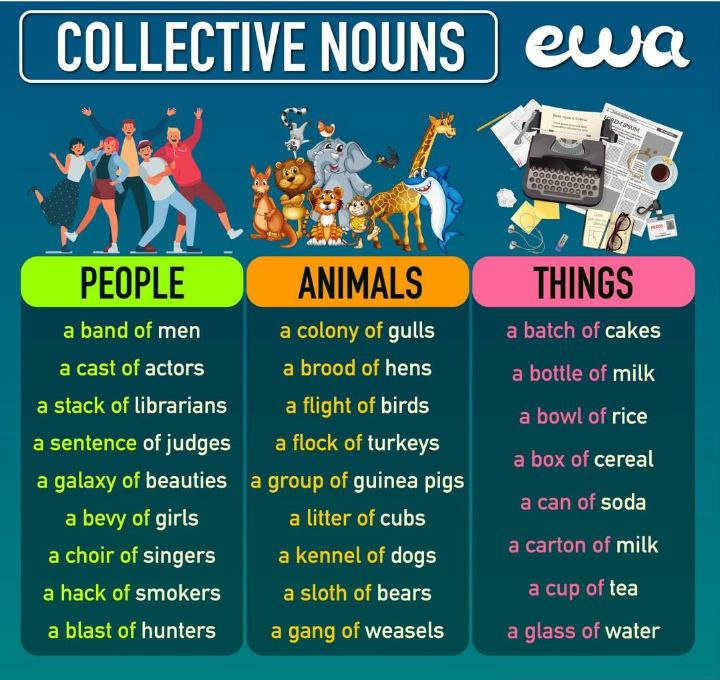 COLLECTIVE NOUNS
ewa
LOREM IPSUM
PEOPLE
a band of men
a cast of actors
a stack of librarians
a sentence of judges
a galaxy of beauties
a bevy of girls
a choir of singers
a hack of smokers
a blast of hunters
ANIMALS
a colony of gulls
a brood of hens
a flight of birds
a flock of turkeys
a group of guinea pigs
a litter of cubs
a kennel of dogs
a sloth of bears
a gang of weasels
THINGS
a batch of cakes
a bottle of milk
a bowl of rice
a box of cereal
a can of soda
a carton of milk
a cup of tea
a glass of water